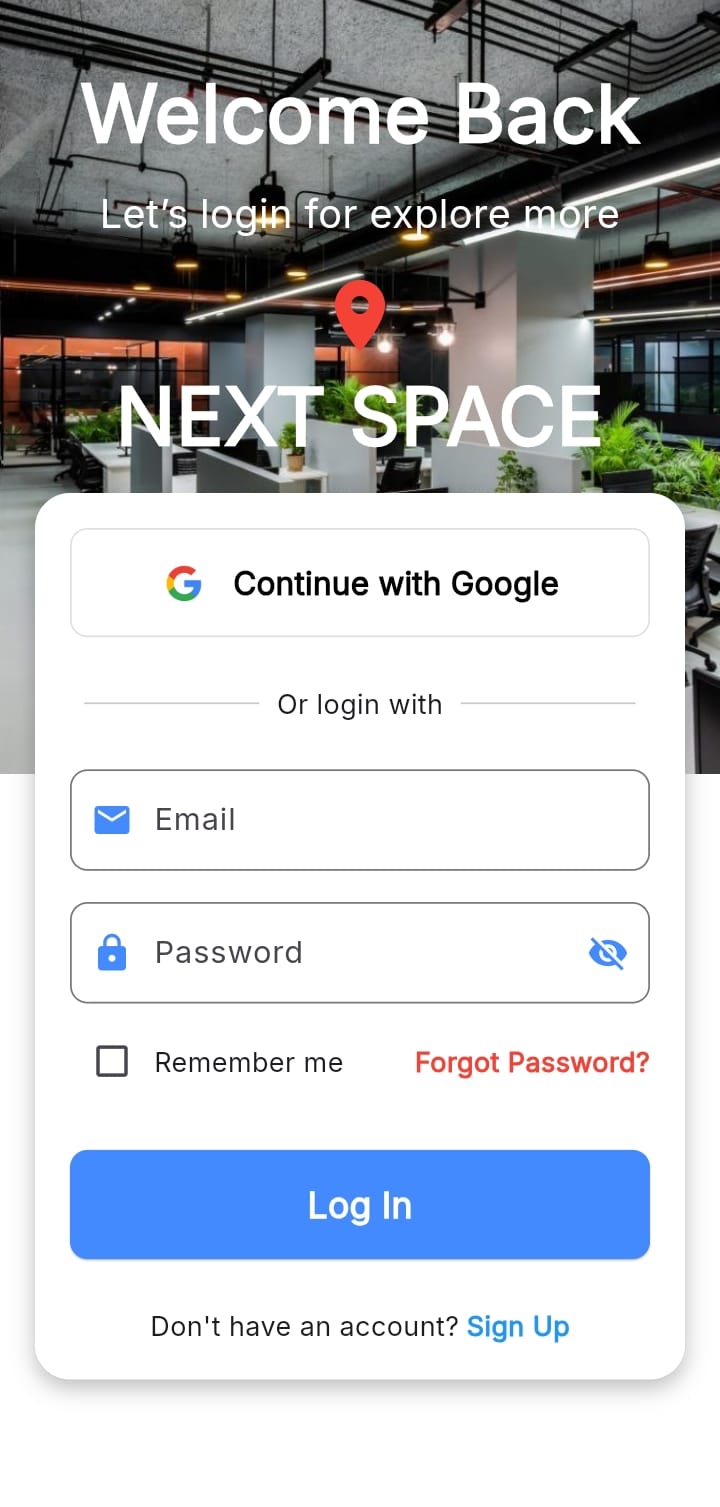 Welcome Back
Let’s login for explore more
NEXT SPACE
Continue with Google
Or login with
Email
Password
Remember me
Forgot Password?
Log In
Don't have an account? Sign Up